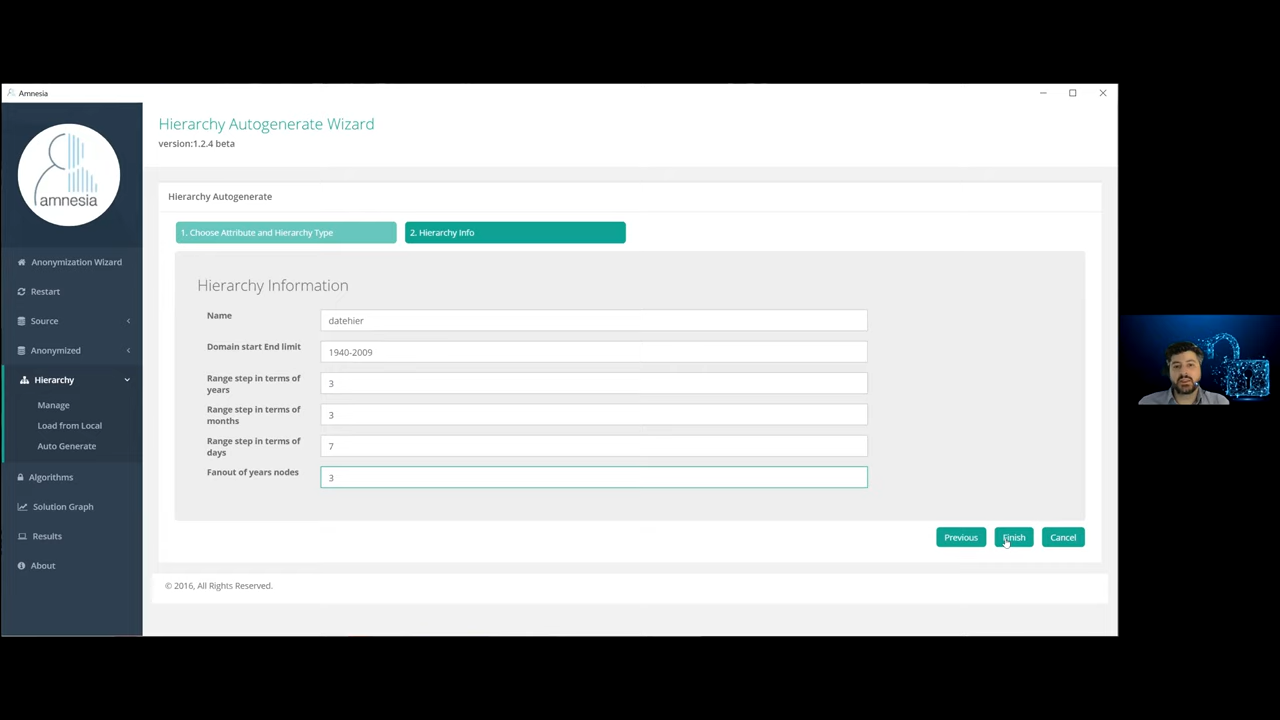 Amnesia
amnesia
Anonymization Wizard
Restart
Source
Anonymized
Hierarchy
Manage
Load from Local
Auto Generate
Algorithms
Solution Graph
Results
About
Hierarchy Autogenerate Wizard
version:1.2.4 beta
Hierarchy Autogenerate
1. Choose Attribute and Hierarchy Type
2. Hierarchy Info
Hierarchy Information
Name
datehier
Domain start End limit
1940-2009
Range step in terms of
years
3
Range step in terms of
months
3
Range step in terms of
days
7
Fanout of years nodes
3
Previous
Finish
Cancel
© 2016, All Rights Reserved.